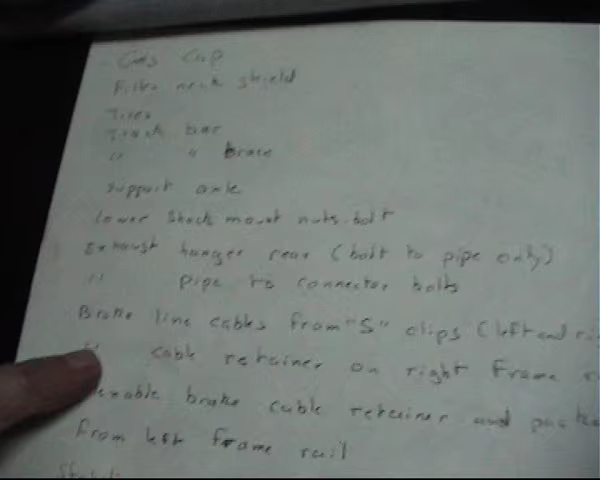 Gas Cap
Filler neck shield
Tires
Track bar
" " Brace
Support axle
Lower Shock mount nuts. bolt
Exhaust hanger rear (bolt to pipe only)
" pipe to connector bolts
Brake line cables from "S" clips (left and
" cable retainer on right Frame
brake cable retainer and
From left frame rail